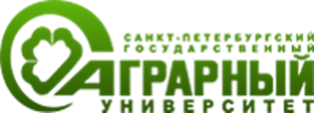 САНКТ-ПЕТЕРБУРГСКИЙ
ГОСУДАРСТВЕННЫЙ
АГРАРНЫЙ
УНИВЕРСИТЕТ